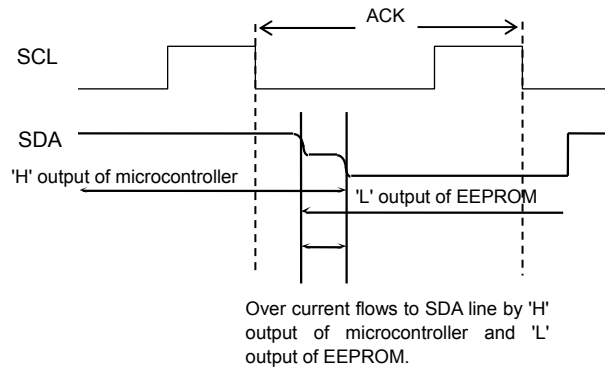 ACK
SCL
SDA
'H' output of microcontroller
'L' output of EEPROM
Over current flows to SDA line by 'H'
output of microcontroller and 'L'
output of EEPROM.